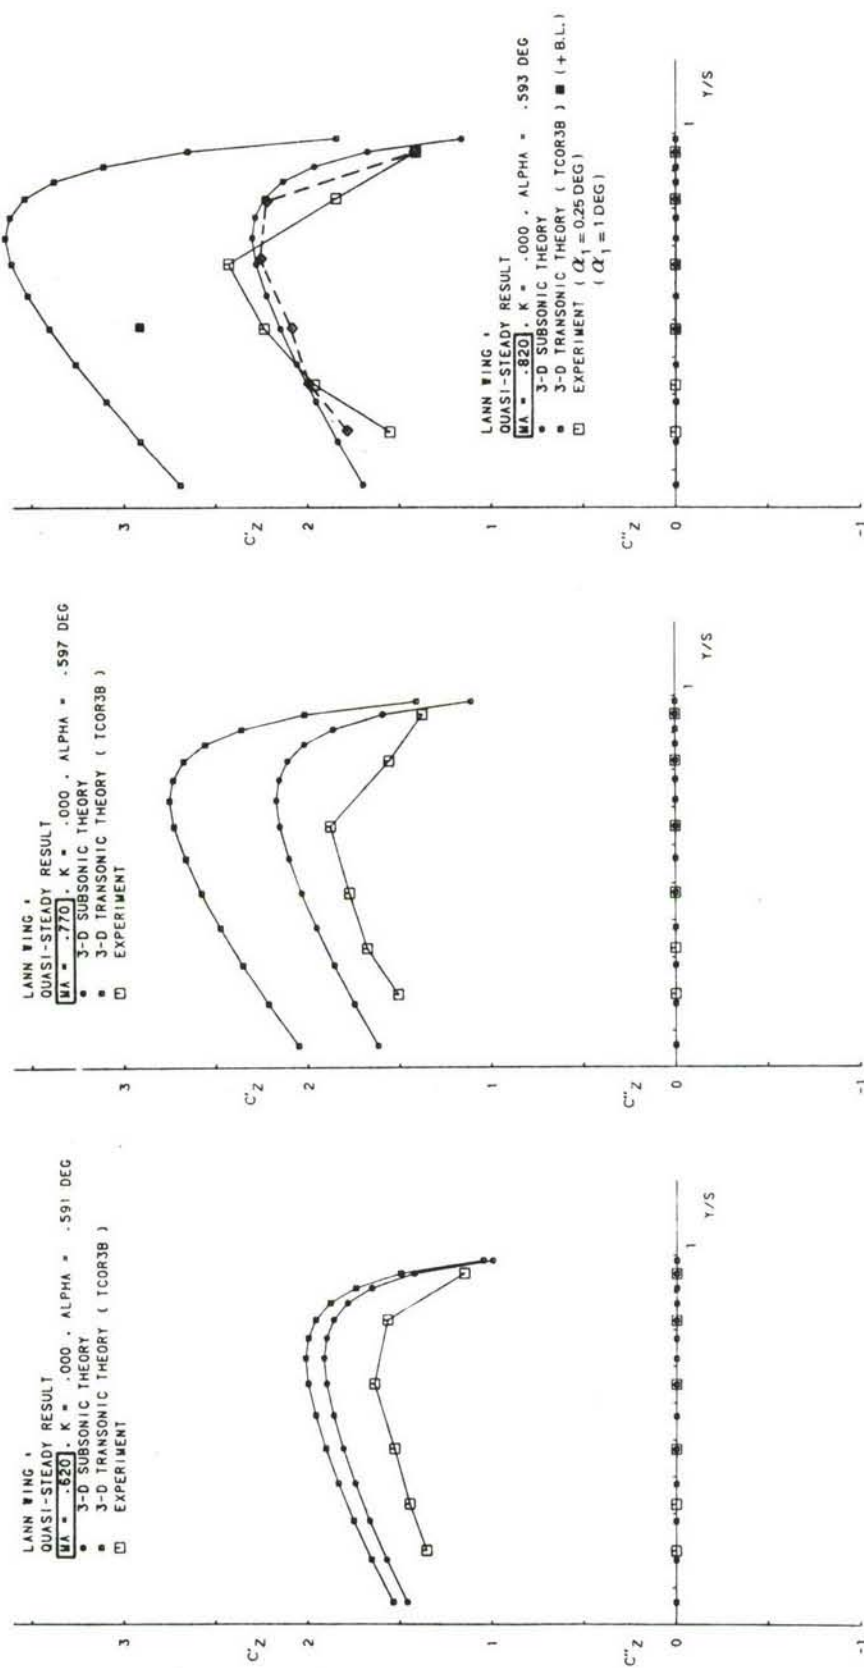 LANN WING .
QUASI-STEADY RESULT
MA = .620 , K = .000 , ALPHA = .591 DEG
3-D SUBSONIC THEORY
3-D TRANSONIC THEORY ( TCOR3B )
EXPERIMENT
3
C'Z
2
1
C''Z
0
-1
1
Y/S
LANN WING .
QUASI-STEADY RESULT
MA = .770 , K = .000 , ALPHA = .597 DEG
3-D SUBSONIC THEORY
3-D TRANSONIC THEORY ( TCOR3B )
EXPERIMENT
3
C'Z
2
1
C''Z
0
-1
1
Y/S
3
C'Z
2
1
C''Z
0
-1
1
Y/S
LANN WING .
QUASI-STEADY RESULT
MA = .820 , K = .000 , ALPHA = .593 DEG
3-D SUBSONIC THEORY
3-D TRANSONIC THEORY ( TCOR3B ) ■ (+ B.L.)
EXPERIMENT ( α₁ = 0.25 DEG)
( α₁ = 1 DEG)